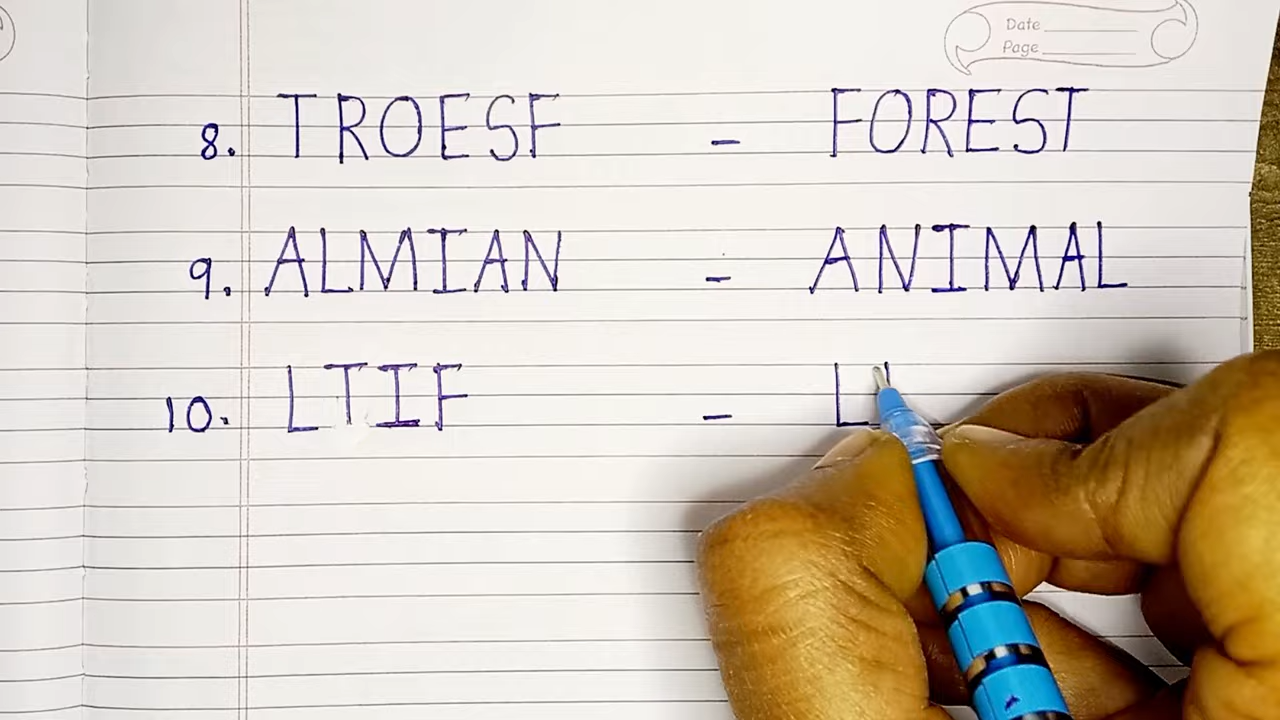 Date
Page
8. TROESF - FOREST
9. ALMIAN - ANIMAL
10. LTIF - L